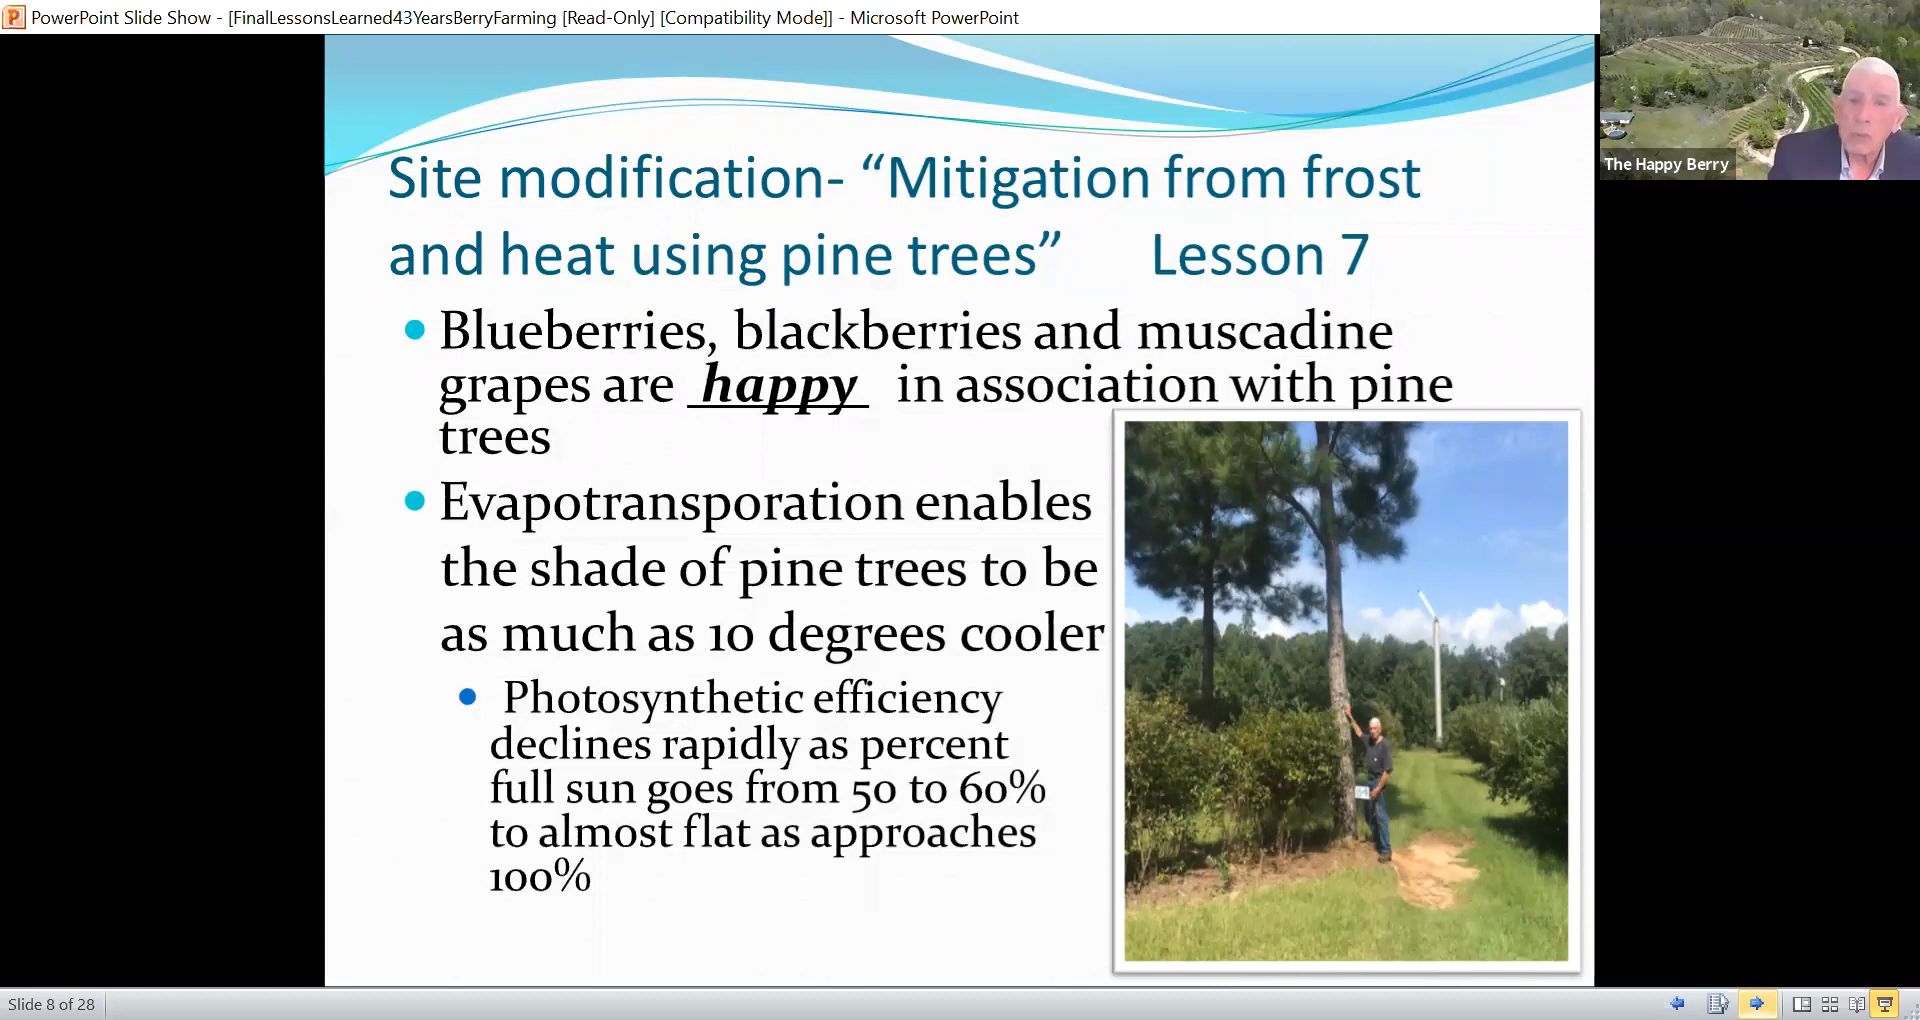 PowerPoint Slide Show - [FinalLessonsLearned43YearsBerryFarming [Read-Only] [Compatibility Mode]] - Microsoft PowerPoint
The Happy Berry
Site modification- “Mitigation from frost
and heat using pine trees” Lesson 7
Blueberries, blackberries and muscadine
grapes are happy in association with pine
trees
Evapotransporation enables
the shade of pine trees to be
as much as 10 degrees cooler
Photosynthetic efficiency
declines rapidly as percent
full sun goes from 50 to 60%
to almost flat as approaches
100%
Slide 8 of 28